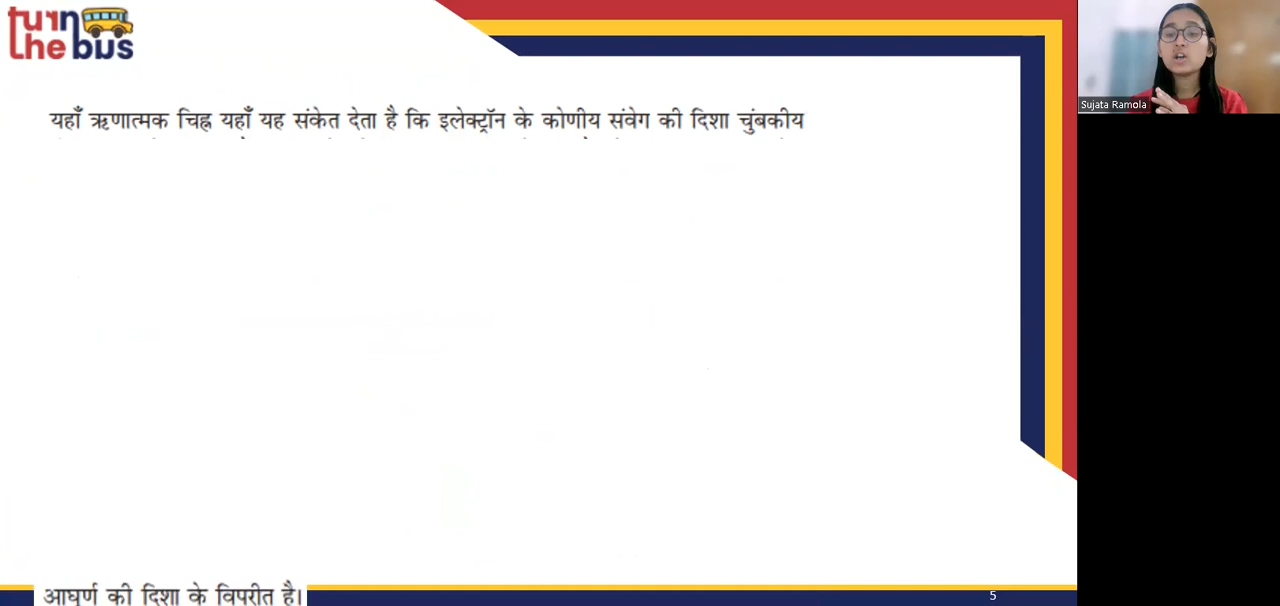 turn
the bus
यहाँ ऋणात्मक चिह्न यहाँ यह संकेत देता है कि इलेक्ट्रॉन के कोणीय संवेग की दिशा चुंबकीय
आघूर्ण की दिशा के विपरीत है।
5
Sujata Ramola